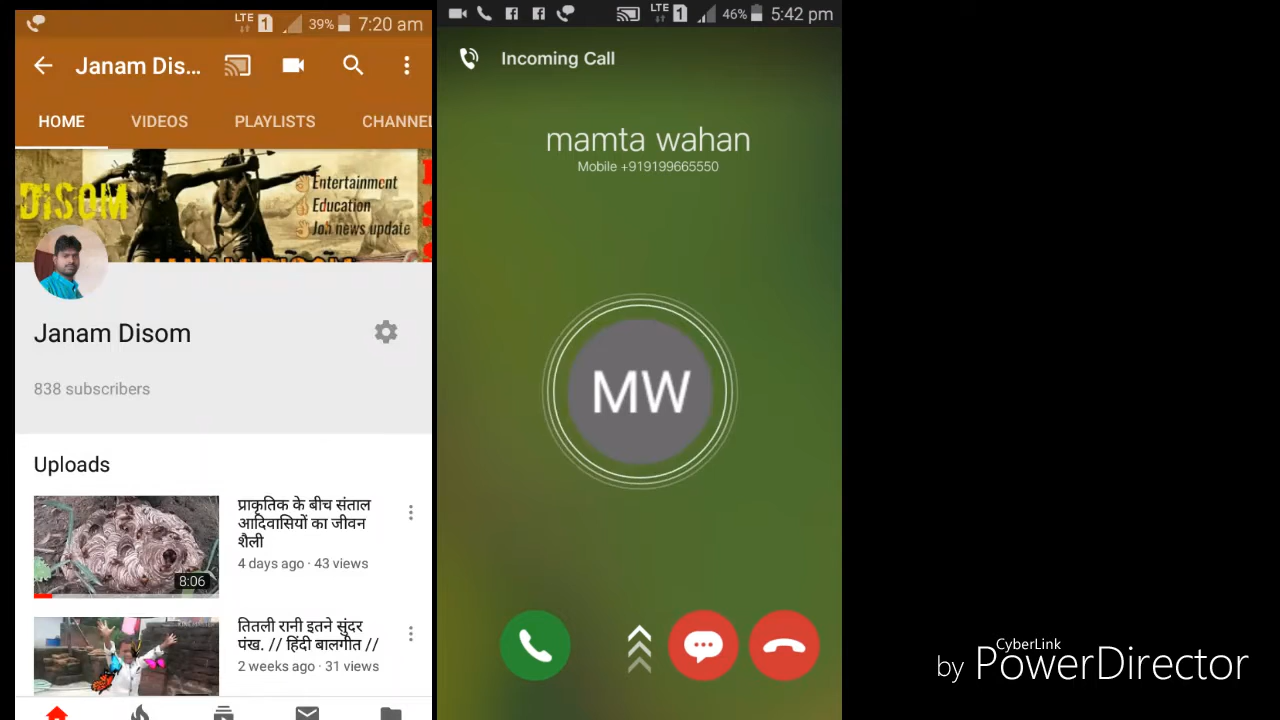 LTE 1 39% 7:20 am
Janam Dis...
HOME VIDEOS PLAYLISTS CHANNEL
DISOM
Entertainment
Education
Job news update
Janam Disom
838 subscribers
Uploads
प्राकृतिक के बीच संताल
आदिवासियों का जीवन
शैली
4 days ago · 43 views
8:06
तितली रानी इतने सुंदर
पंख. // हिंदी बालगीत //
2 weeks ago · 31 views
LTE 1 46% 5:42 pm
Incoming Call
mamta wahan
Mobile +919199665550
MW
CyberLink
by PowerDirector